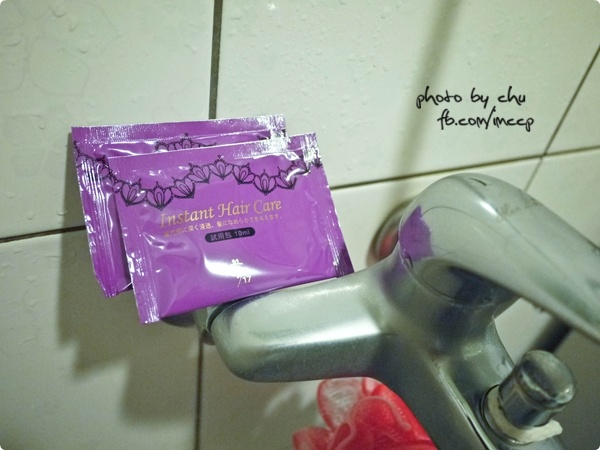 photo by chu
fb.com/imccp
Instant Hair Care
試用包 10ml